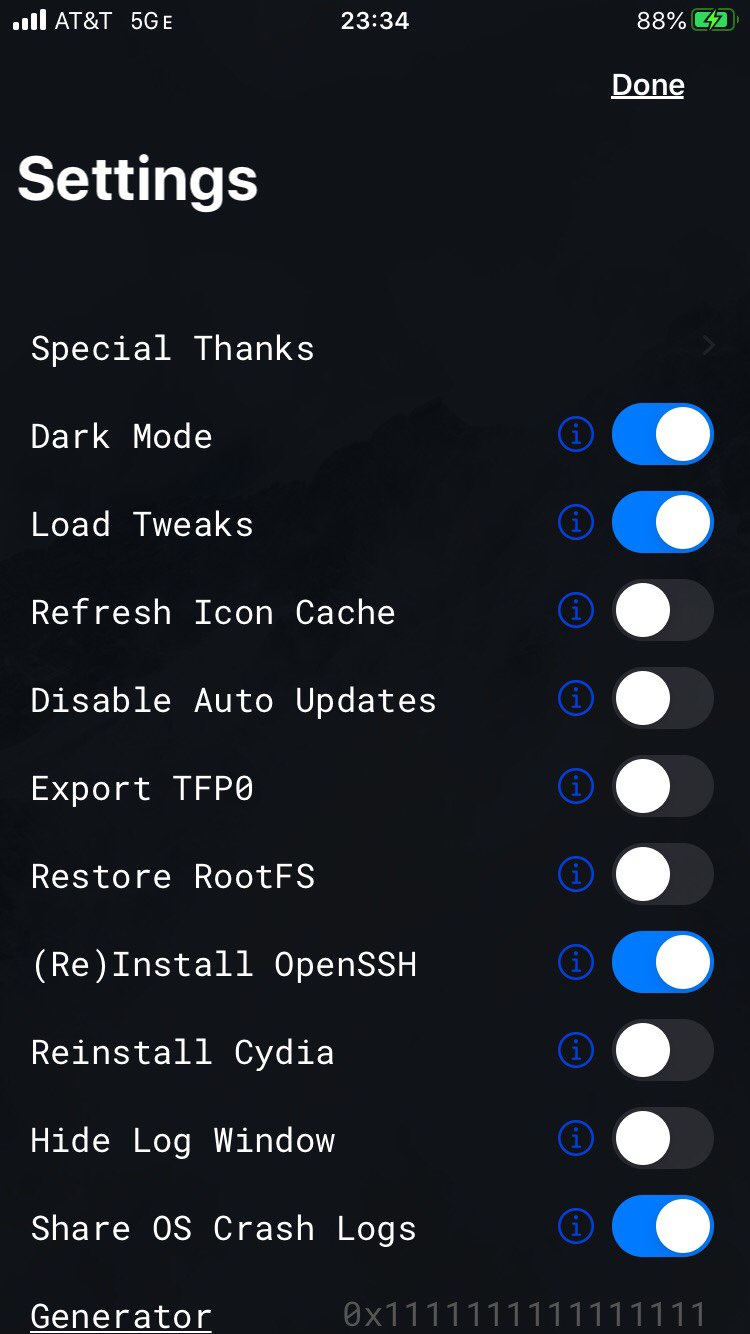 AT&T 5GE 23:34 88%
Done
Settings
Special Thanks
Dark Mode
Load Tweaks
Refresh Icon Cache
Disable Auto Updates
Export TFP0
Restore RootFS
(Re)Install OpenSSH
Reinstall Cydia
Hide Log Window
Share OS Crash Logs
Generator 0x1111111111111111